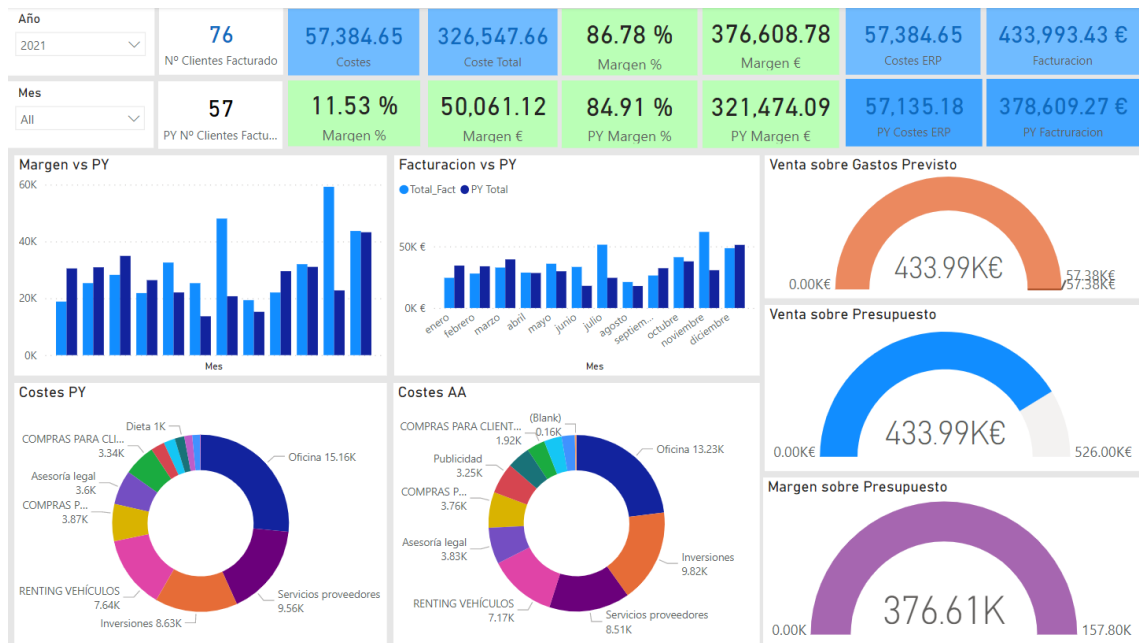 Año
2021
76
Nº Clientes Facturado
57,384.65
Costes
326,547.66
Coste Total
86.78 %
Margen %
376,608.78
Margen €
57,384.65
Costes ERP
433,993.43 €
Facturacion
Mes
All
57
PY Nº Clientes Factu...
11.53 %
Margen %
50,061.12
Margen €
84.91 %
PY Margen %
321,474.09
PY Margen €
57,135.18
PY Costes ERP
378,609.27 €
PY Factruracion
Margen vs PY
60K
40K
20K
0K
Mes
Facturacion vs PY
Total_Fact
PY Total
50K €
0K €
enero
febrero
marzo
abril
mayo
junio
julio
agosto
septiem...
octubre
noviembre
diciembre
Mes
Venta sobre Gastos Previsto
433.99K€
0.00K€
57.38K€
57.38K€
Venta sobre Presupuesto
433.99K€
0.00K€
526.00K€
Costes PY
Dieta 1K
COMPRAS PARA CLI...
3.34K
Asesoría legal
3.6K
COMPRAS P...
3.87K
RENTING VEHÍCULOS
7.64K
Inversiones 8.63K
Oficina 15.16K
Servicios proveedores
9.56K
Costes AA
(Blank)
0.16K
COMPRAS PARA CLIENT...
1.92K
Publicidad
3.25K
COMPRAS P...
3.76K
Asesoría legal
3.83K
RENTING VEHÍCULOS
7.17K
Oficina 13.23K
Inversiones
9.82K
Servicios proveedores
8.51K
Margen sobre Presupuesto
376.61K
0.00K
157.80K